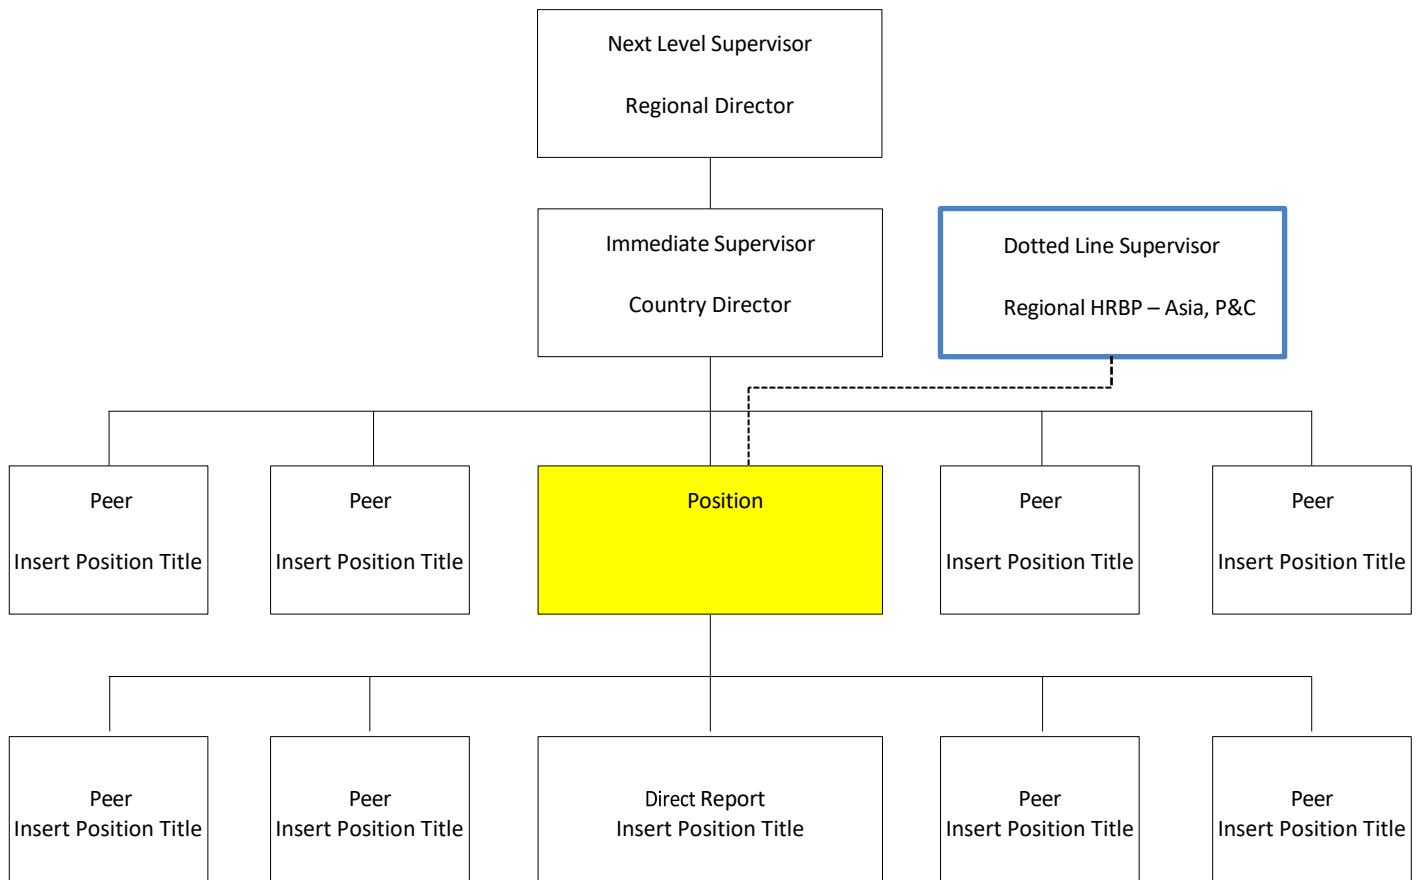 Next Level Supervisor
Regional Director
Immediate Supervisor
Country Director
Dotted Line Supervisor
Regional HRBP – Asia, P&C
Peer
Insert Position Title
Peer
Insert Position Title
Position
Peer
Insert Position Title
Peer
Insert Position Title
Peer
Insert Position Title
Peer
Insert Position Title
Direct Report
Insert Position Title
Peer
Insert Position Title
Peer
Insert Position Title